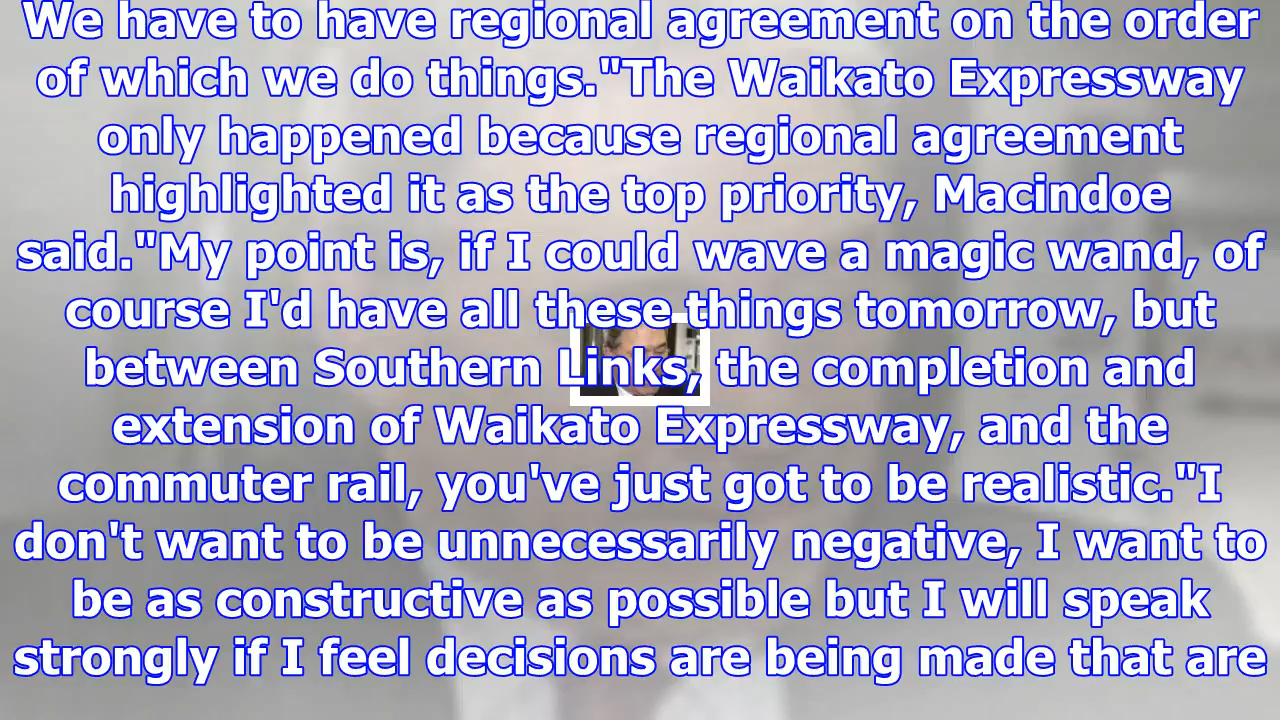 We have to have regional agreement on the order
of which we do things."The Waikato Expressway
only happened because regional agreement
highlighted it as the top priority, Macindoe
said."My point is, if I could wave a magic wand, of
course I'd have all these things tomorrow, but
between Southern Links, the completion and
extension of Waikato Expressway, and the
commuter rail, you've just got to be realistic."I
don't want to be unnecessarily negative, I want to
be as constructive as possible but I will speak
strongly if I feel decisions are being made that are